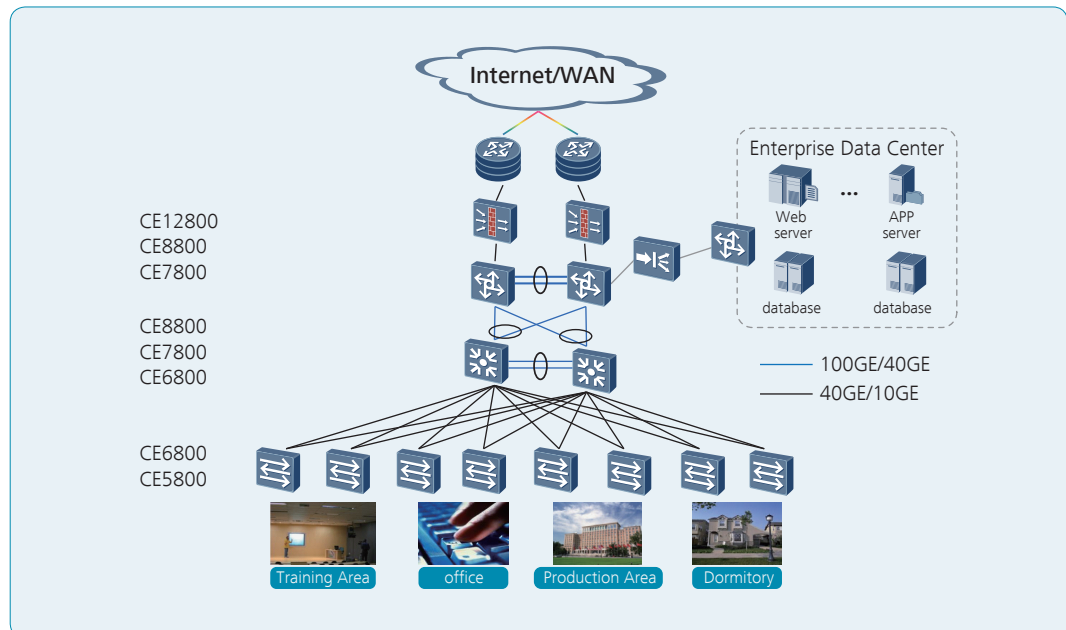 Internet/WAN
Enterprise Data Center
Web
server
...
APP
server
database
database
CE12800
CE8800
CE7800
CE8800
CE7800
CE6800
100GE/40GE
40GE/10GE
CE6800
CE5800
Training Area
office
Production Area
Dormitory